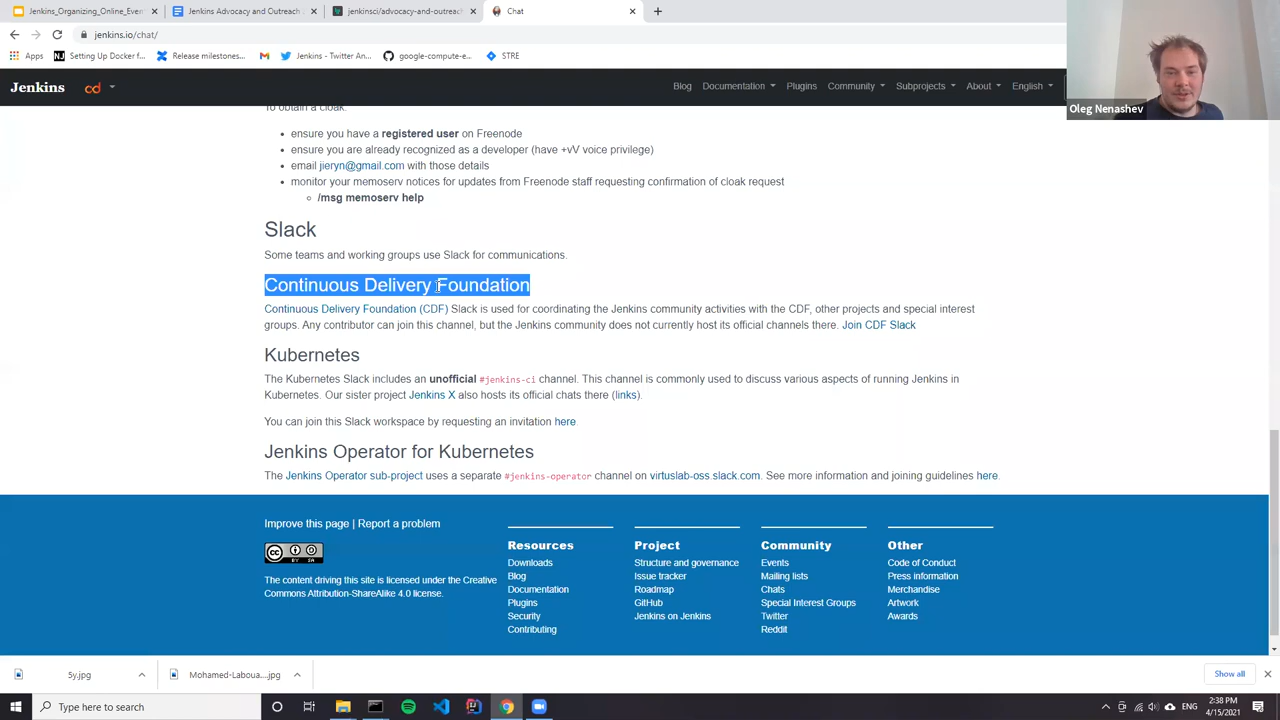 Jenkins_Organizing_Online_Even
Jenkins Advocacy and Outreach
jenkinsci/advocacy-and-outreach
Chat
jenkins.io/chat/
Apps
Setting Up Docker f...
Release milestones...
Jenkins - Twitter An...
google-compute-e...
STRE
Jenkins
cd
Blog
Documentation
Plugins
Community
Subprojects
About
English
Oleg Nenashev
To obtain a cloak:
ensure you have a registered user on Freenode
ensure you are already recognized as a developer (have +vV voice privilege)
email jieryn@gmail.com with those details
monitor your memoserv notices for updates from Freenode staff requesting confirmation of cloak request
/msg memoserv help
Slack
Some teams and working groups use Slack for communications.
Continuous Delivery Foundation
Continuous Delivery Foundation (CDF) Slack is used for coordinating the Jenkins community activities with the CDF, other projects and special interest
groups. Any contributor can join this channel, but the Jenkins community does not currently host its official channels there. Join CDF Slack
Kubernetes
The Kubernetes Slack includes an unofficial #jenkins-ci channel. This channel is commonly used to discuss various aspects of running Jenkins in
Kubernetes. Our sister project Jenkins X also hosts its official chats there (links).
You can join this Slack workspace by requesting an invitation here.
Jenkins Operator for Kubernetes
The Jenkins Operator sub-project uses a separate #jenkins-operator channel on virtuslab-oss.slack.com. See more information and joining guidelines here.
Improve this page | Report a problem
CC BY SA
The content driving this site is licensed under the Creative
Commons Attribution-ShareAlike 4.0 license.
Resources
Downloads
Blog
Documentation
Plugins
Security
Contributing
Project
Structure and governance
Issue tracker
Roadmap
GitHub
Jenkins on Jenkins
Community
Events
Mailing lists
Chats
Special Interest Groups
Twitter
Reddit
Other
Code of Conduct
Press information
Merchandise
Artwork
Awards
5y.jpg
Mohamed-Laboua....jpg
Show all
Type here to search
ENG
2:38 PM
4/15/2021